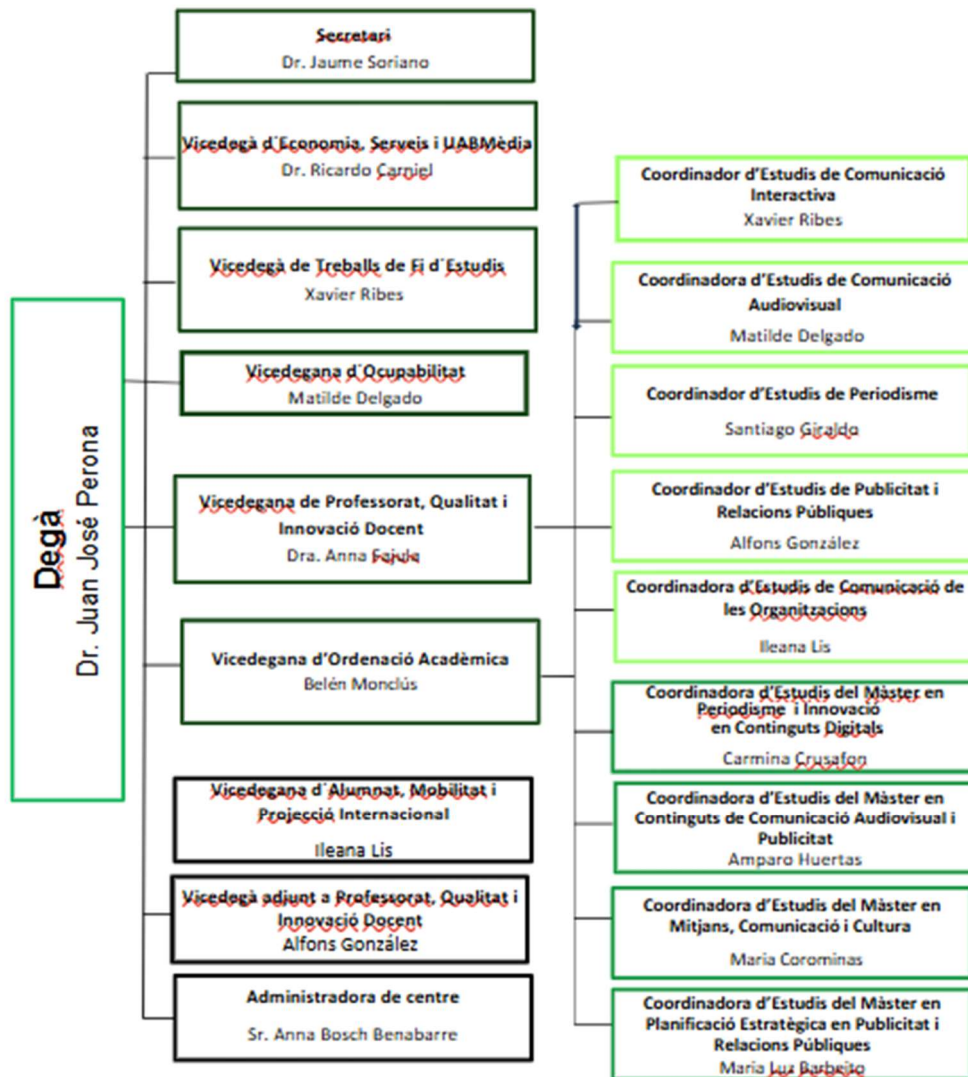 Degà
Dr. Juan José Perona
Secretari
Dr. Jaume Soriano
Vicedegà d´Economia, Serveis i UABMèdia
Dr. Ricardo Carniel
Vicedegà de Treballs de Fi d´Estudis
Xavier Ribes
Vicedegana d´Ocupabilitat
Matilde Delgado
Vicedegana de Professorat, Qualitat i
Innovació Docent
Dra. Anna Fajula
Vicedegana d’Ordenació Acadèmica
Belén Monclús
Vicedegana d´Alumnat, Mobilitat i
Projecció Internacional
Ileana Lis
Vicedegà adjunt a Professorat, Qualitat i
Innovació Docent
Alfons González
Administradora de centre
Sr. Anna Bosch Benabarre
Coordinador d’Estudis de Comunicació
Interactiva
Xavier Ribes
Coordinadora d’Estudis de Comunicació
Audiovisual
Matilde Delgado
Coordinador d’Estudis de Periodisme
Santiago Giraldo
Coordinador d’Estudis de Publicitat i
Relacions Públiques
Alfons González
Coordinadora d’Estudis de Comunicació de
les Organitzacions
Ileana Lis
Coordinadora d’Estudis del Màster en
Periodisme i Innovació
en Continguts Digitals
Carmina Crusafon
Coordinadora d’Estudis del Màster en
Continguts de Comunicació Audiovisual i
Publicitat
Amparo Huertas
Coordinadora d’Estudis del Màster en
Mitjans, Comunicació i Cultura
Maria Corominas
Coordinadora d’Estudis del Màster en
Planificació Estratègica en Publicitat i
Relacions Públiques
Maria Luz Barbeito